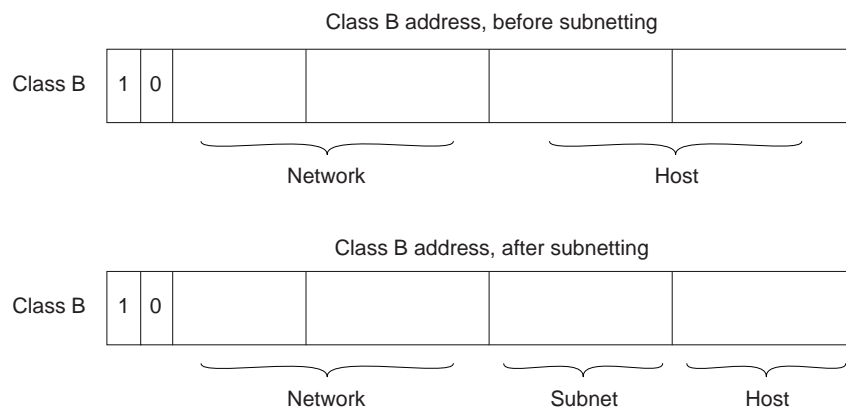 Class B address, before subnetting
Class B 1 0
Network Host
Class B address, after subnetting
Class B 1 0
Network Subnet Host